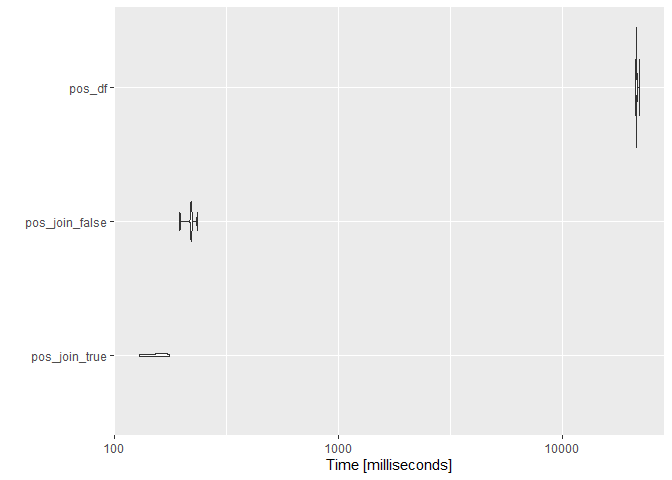 pos_df
pos_join_false
pos_join_true
100 1000 10000
Time [milliseconds]